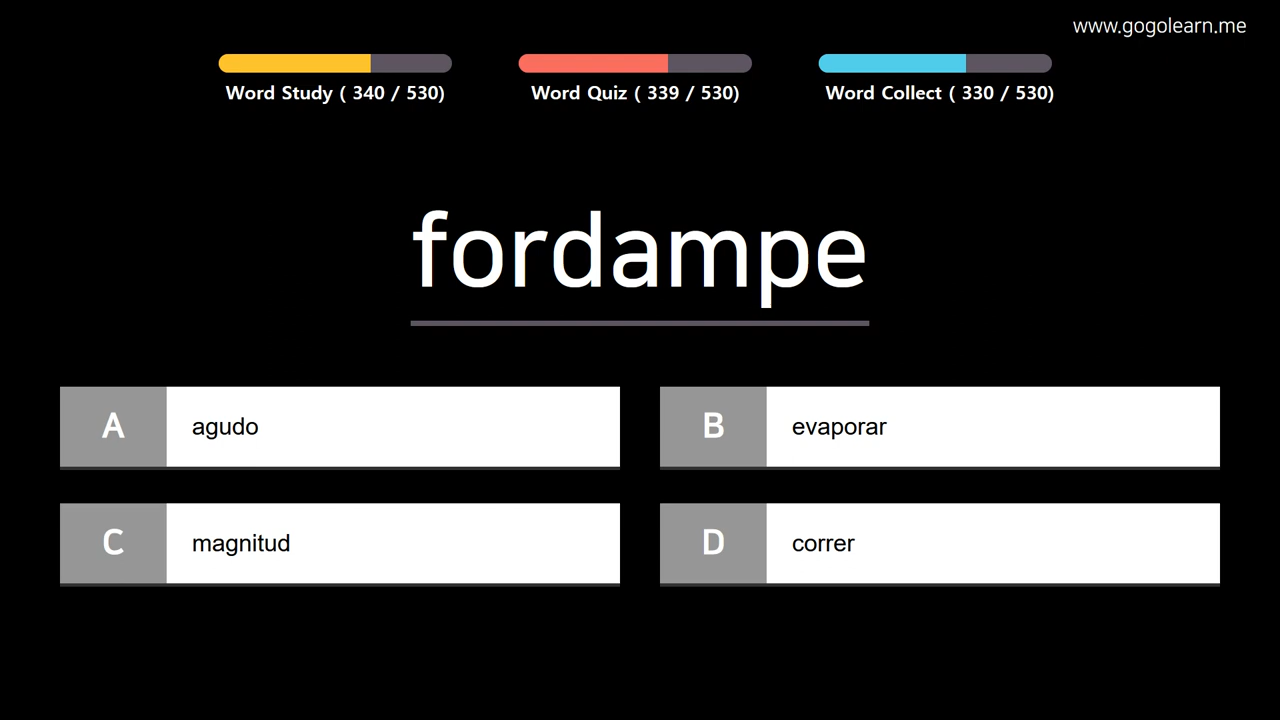 www.gogolearn.me
Word Study ( 340 / 530)
Word Quiz ( 339 / 530)
Word Collect ( 330 / 530)
fordampe
A agudo
B evaporar
C magnitud
D correr